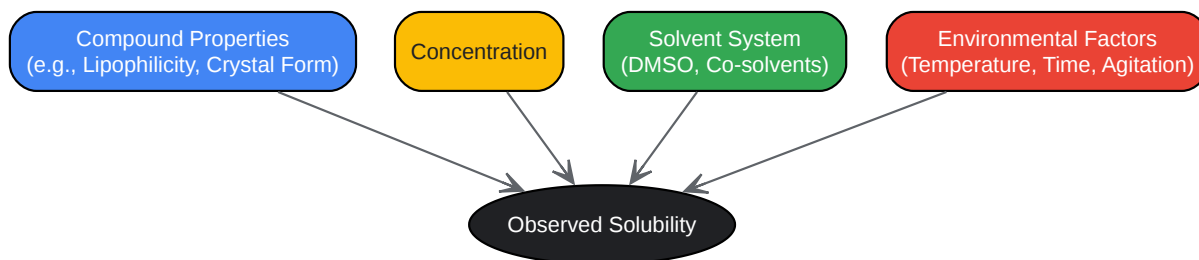 Compound Properties
(e.g., Lipophilicity, Crystal Form)
Concentration
Solvent System
(DMSO, Co-solvents)
Environmental Factors
(Temperature, Time, Agitation)
Observed Solubility